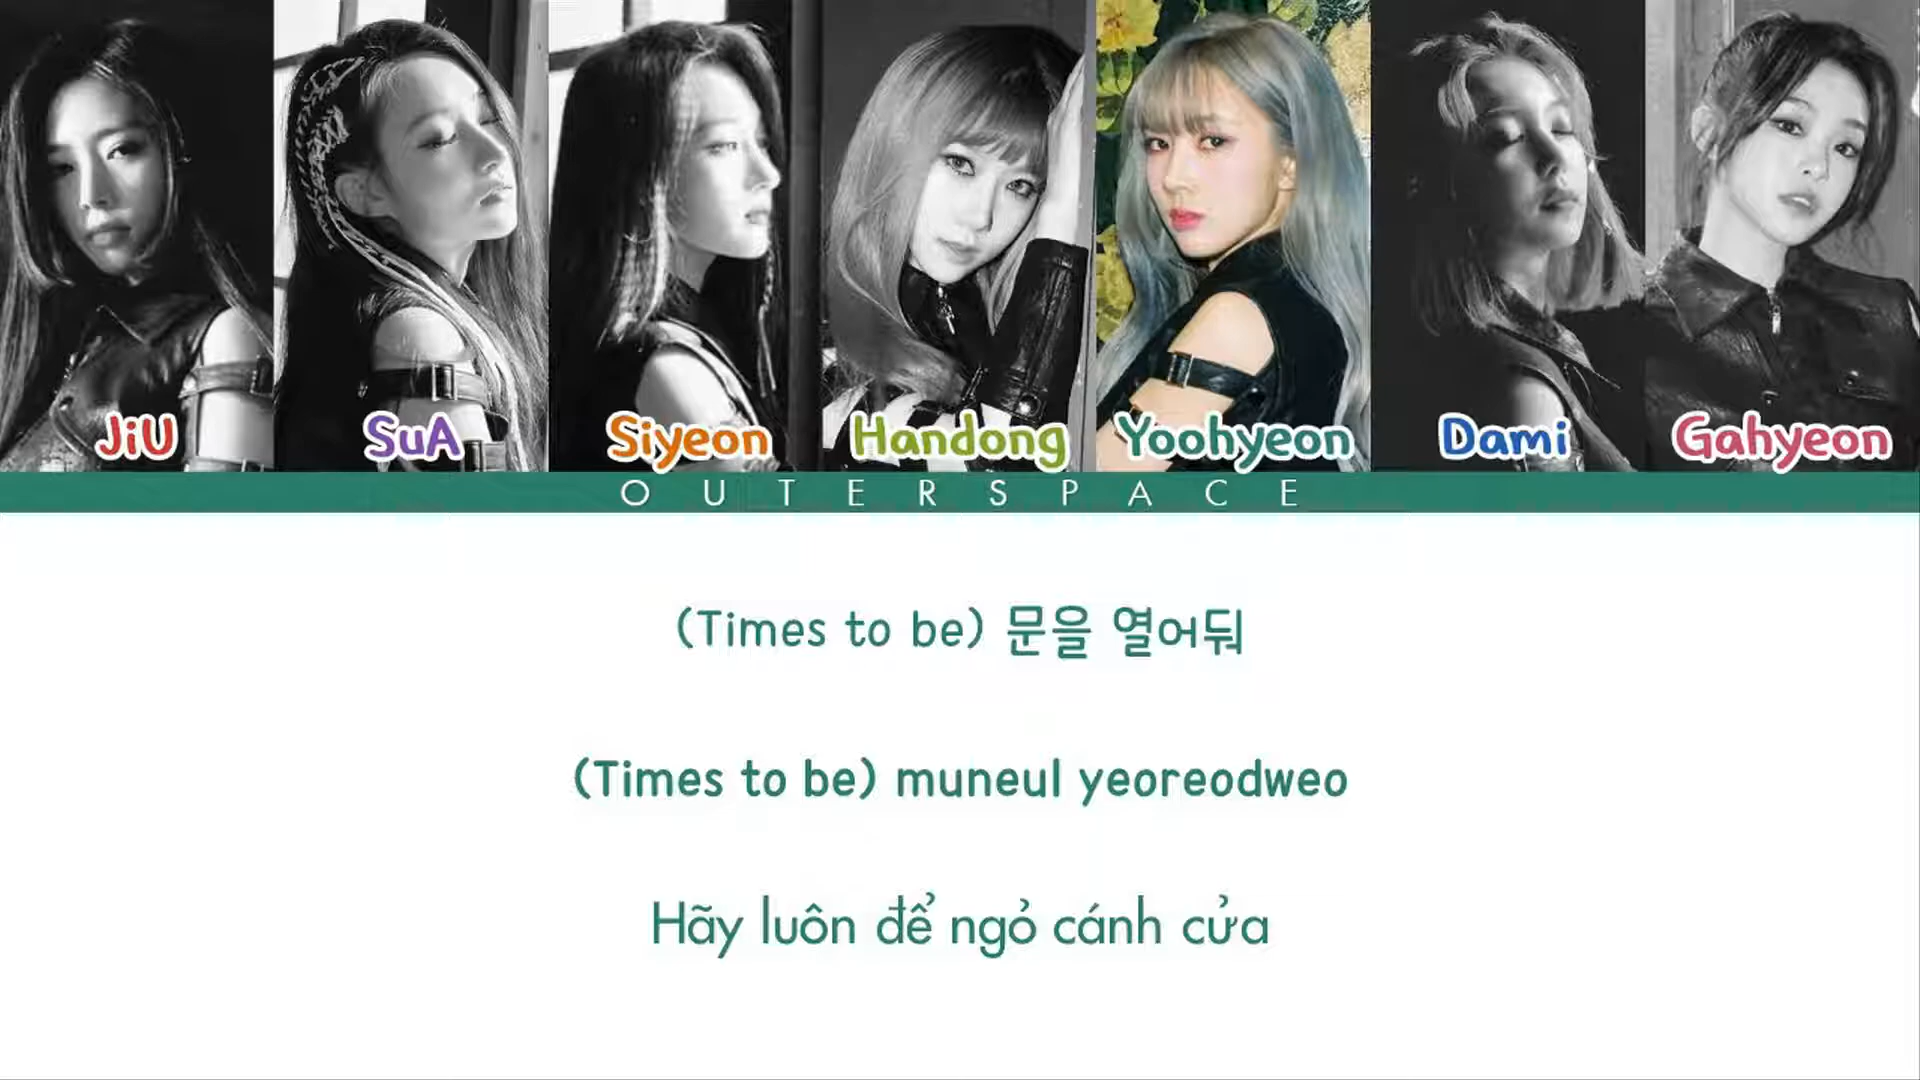 JiU SuA Siyeon Handong Yoohyeon Dami Gahyeon
OUTERSPACE
(Times to be) 문을 열어둬
(Times to be) muneul yeoreodweo
Hãy luôn để ngỏ cánh cửa